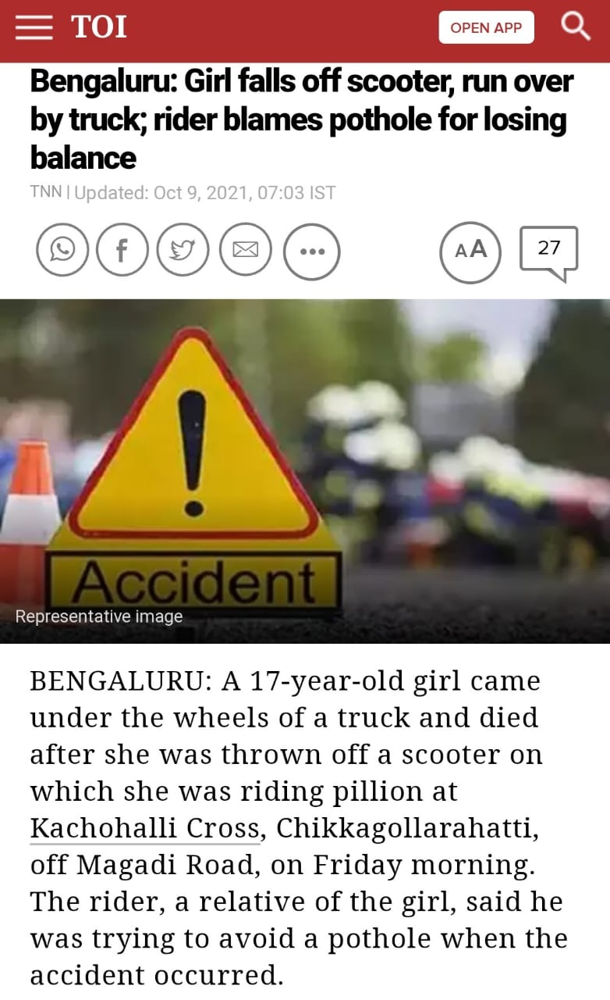 TOI
OPEN APP
Bengaluru: Girl falls off scooter, run over
by truck; rider blames pothole for losing
balance
TNN | Updated: Oct 9, 2021, 07:03 IST
AA
27
Accident
Representative image
BENGALURU: A 17-year-old girl came
under the wheels of a truck and died
after she was thrown off a scooter on
which she was riding pillion at
Kachohalli Cross, Chikkagollarahatti,
off Magadi Road, on Friday morning.
The rider, a relative of the girl, said he
was trying to avoid a pothole when the
accident occurred.